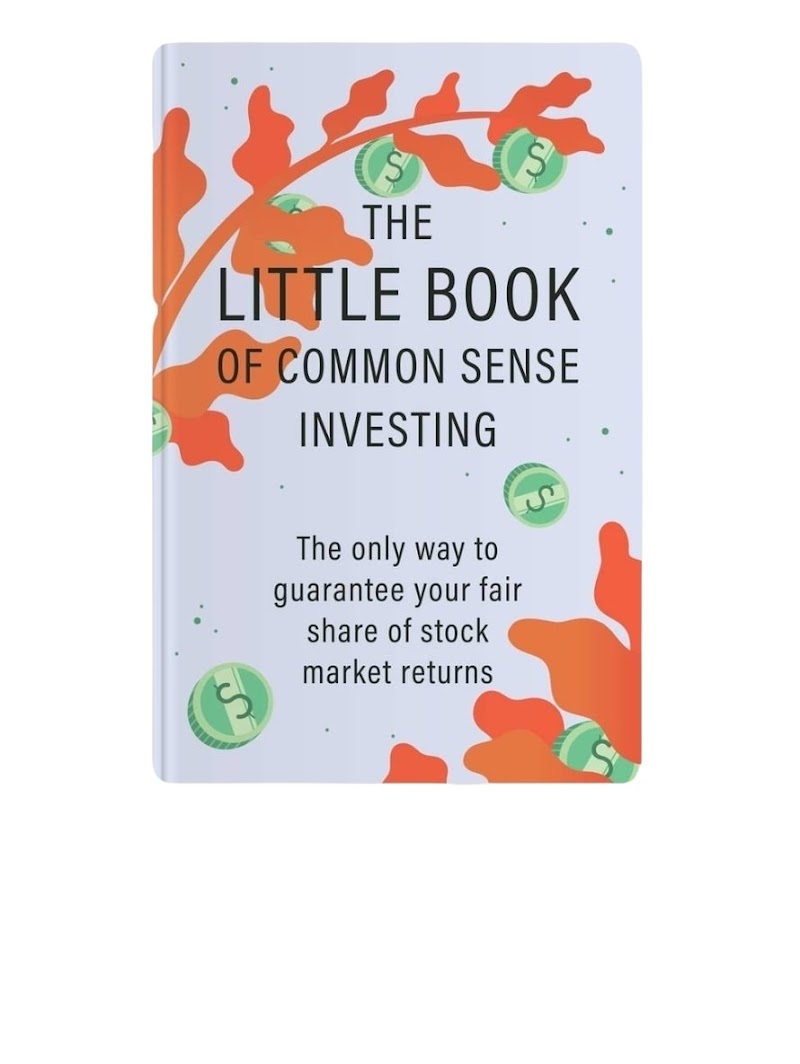 THE
LITTLE BOOK
OF COMMON SENSE
INVESTING
The only way to
guarantee your fair
share of stock
market returns